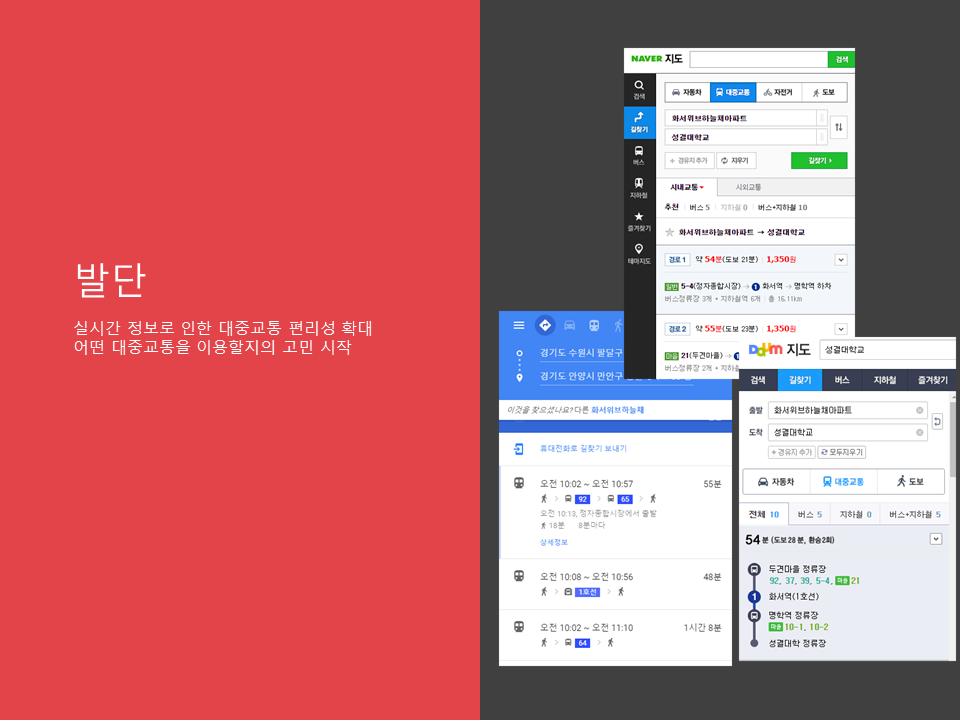 발단
실시간 정보로 인한 대중교통 편리성 확대
어떤 대중교통을 이용할지의 고민 시작
NAVER 지도
검색
검색
길찾기
버스
지하철
즐겨찾기
테마지도
자동차 대중교통 자전거 도보
화서위브하늘채아파트
성결대학교
+ 경유지 추가 지우기 길찾기
시내교통 시외교통
추천 버스 5 지하철 0 버스+지하철 10
화서위브하늘채아파트 → 성결대학교
경로 1 약 54분(도보 21분) 1,350원
일반 5-4(정자종합시장) → 1 화서역 → 명학역 하차
버스정류장 3개 + 지하철역 6개 총 16.11km
경로 2 약 55분(도보 23분) 1,350원
마을 21(두견마을) →
버스정류장 2개 + 지
경기도 수원시 팔달구
경기도 안양시 만안구
이것을 찾으셨나요? 다른 화서위브하늘채
휴대전화로 길찾기 보내기
오전 10:02 ~ 오전 10:57 55분
92 > 65
오전 10:13, 정자종합시장에서 출발
18분 8분마다
상세정보
오전 10:08 ~ 오전 10:56 48분
1호선
오전 10:02 ~ 오전 11:10 1시간 8분
64
Daum 지도 성결대학교
검색 길찾기 버스 지하철 즐겨찾기
출발 화서위브하늘채아파트
도착 성결대학교
+ 경유지 추가 모두지우기
자동차 대중교통 도보
전체 10 버스 5 지하철 0 버스+지하철 5
54 분 (도보 28 분, 환승2회)
두견마을 정류장
92, 37, 39, 5-4, 마을 21
1 화서역(1호선)
명학역 정류장
마을 10-1, 10-2
성결대학 정류장